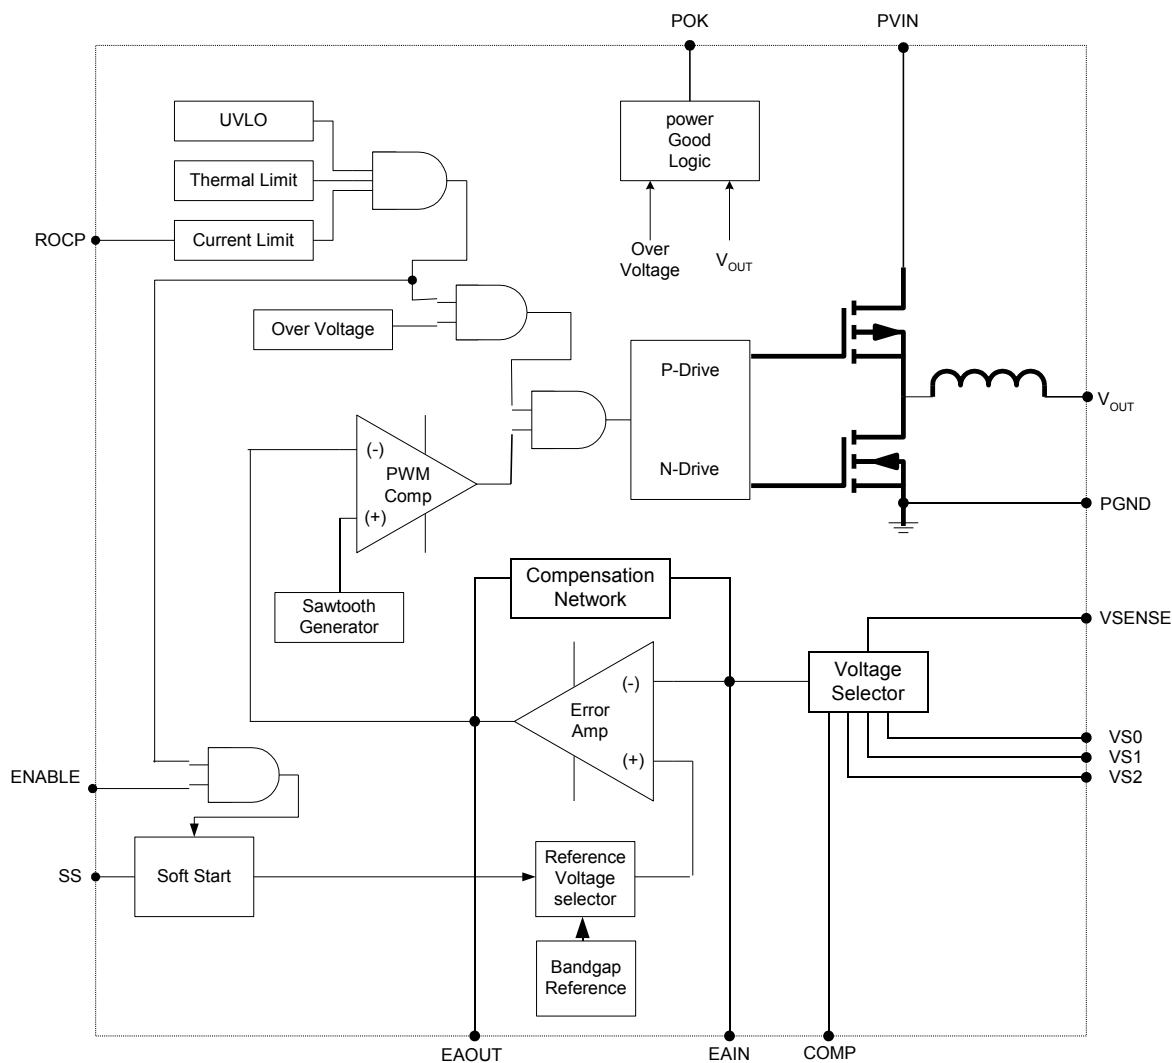 POK
PVIN
UVLO
power
Good
Logic
Thermal Limit
ROCP
Current Limit
Over
Voltage
VOUT
Over Voltage
P-Drive
N-Drive
VOUT
(-)
PWM
Comp
(+)
PGND
Sawtooth
Generator
Compensation
Network
VSENSE
Voltage
Selector
(-)
Error
Amp
(+)
VS0
VS1
VS2
ENABLE
SS
Soft Start
Reference
Voltage
selector
Bandgap
Reference
EAOUT
EAIN
COMP